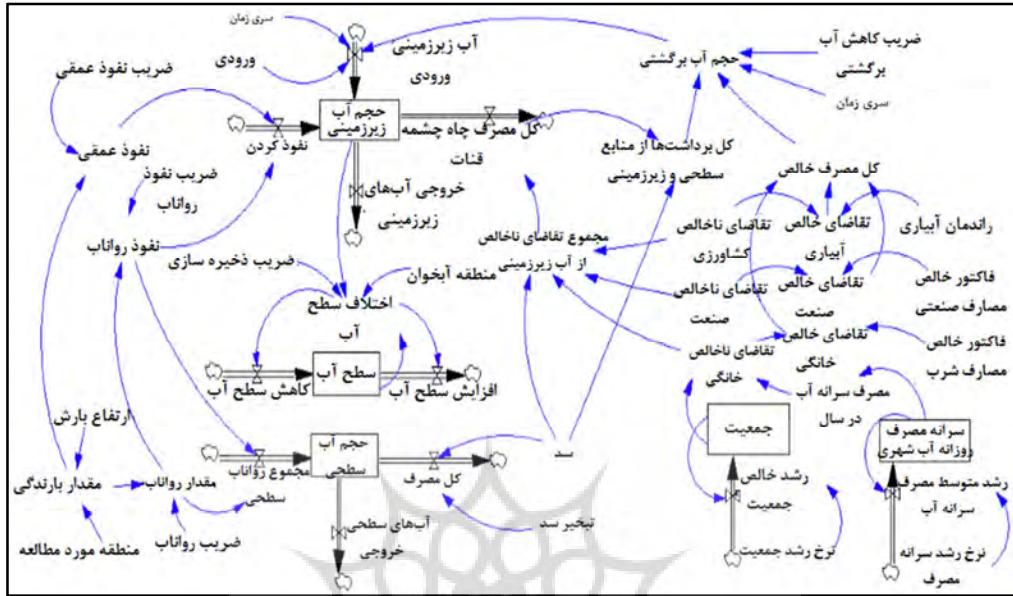 سری زمان
آب زیرزمینی
ورودی
ورودی
حجم آب برگشتی
ضریب کاهش آب
برگشتی
سری زمان
ضریب نفوذ عمقی
حجم آب
زیرزمینی
کل مصرف چاه چشمه
قنات
نفوذ کردن
نفوذ عمقی
کل برداشت‌ها از منابع
سطحی و زیرزمینی
کل مصرف خالص
ضریب نفوذ
رواناب
خروجی آب‌های
زیرزمینی
نفوذ رواناب
مجموع تقاضای ناخالص
از آب زیرزمینی
تقاضای ناخالص
کشاورزی
تقاضای خالص
آبیاری
راندمان آبیاری
ضریب ذخیره سازی
منطقه آبخوان
تقاضای ناخالص
صنعت
تقاضای خالص
صنعت
فاکتور خالص
مصارف صنعتی
اختلاف سطح
آب
تقاضای ناخالص
خانگی
تقاضای خالص
خانگی
فاکتور خالص
مصارف شرب
کاهش سطح آب
سطح آب
افزایش سطح آب
مصرف سرانه آب
در سال
جمعیت
سرانه مصرف
روزانه آب شهری
ارتفاع بارش
حجم آب
سطحی
مجموع رواناب
سطحی
کل مصرف
سد
مقدار بارندگی
مقدار رواناب
رشد خالص
جمعیت
رشد متوسط مصرف
سرانه آب
آب‌های سطحی
خروجی
تبخیر سد
منطقه مورد مطالعه
ضریب رواناب
نرخ رشد جمعیت
نرخ رشد سرانه
مصرف